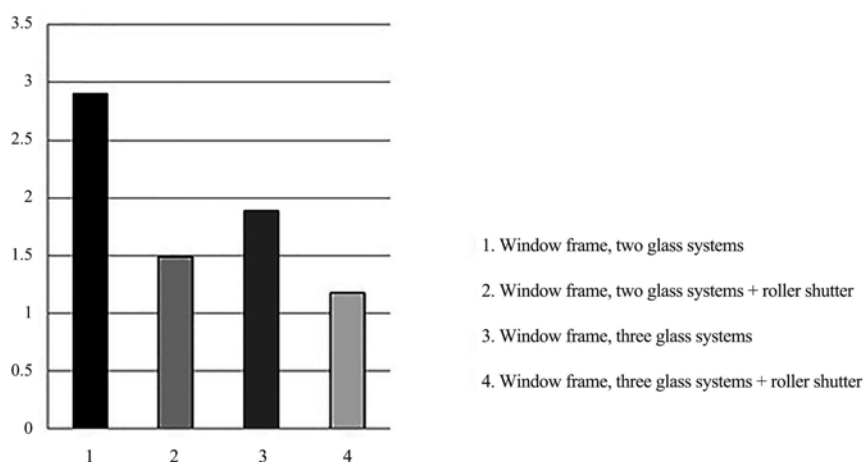 3.5
3
2.5
2
1.5
1
0.5
0
1 2 3 4
1. Window frame, two glass systems
2. Window frame, two glass systems + roller shutter
3. Window frame, three glass systems
4. Window frame, three glass systems + roller shutter